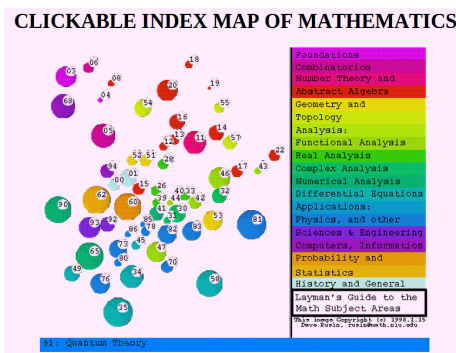 CLICKABLE INDEX MAP OF MATHEMATICS
06
18
03
08
20
19
68
04
54
55
16
05
14
13
11
57
12
22
52 51
28
94
17
43
01
46
00
15
26
40 33
32
62
39
44
42
60
41
30
90
31
53
81
93
92
85
86
78
82
83
73
45
65
47
80
70
49
76
34
58
35
Foundations
Combinatorics
Number Theory and
Abstract Algebra
Geometry and
Topology
Analysis:
Functional Analysis
Real Analysis
Complex Analysis
Numerical Analysis
Differential Equations
Applications:
Physics, and other
Sciences & Engineering
Computers, Information
Probability and
Statistics
History and General
Layman's Guide to the
Math Subject Areas
This image Copyright (c) 1998.1.15
Dave Rusin, rusin@math.niu.edu
81: Quantum Theory